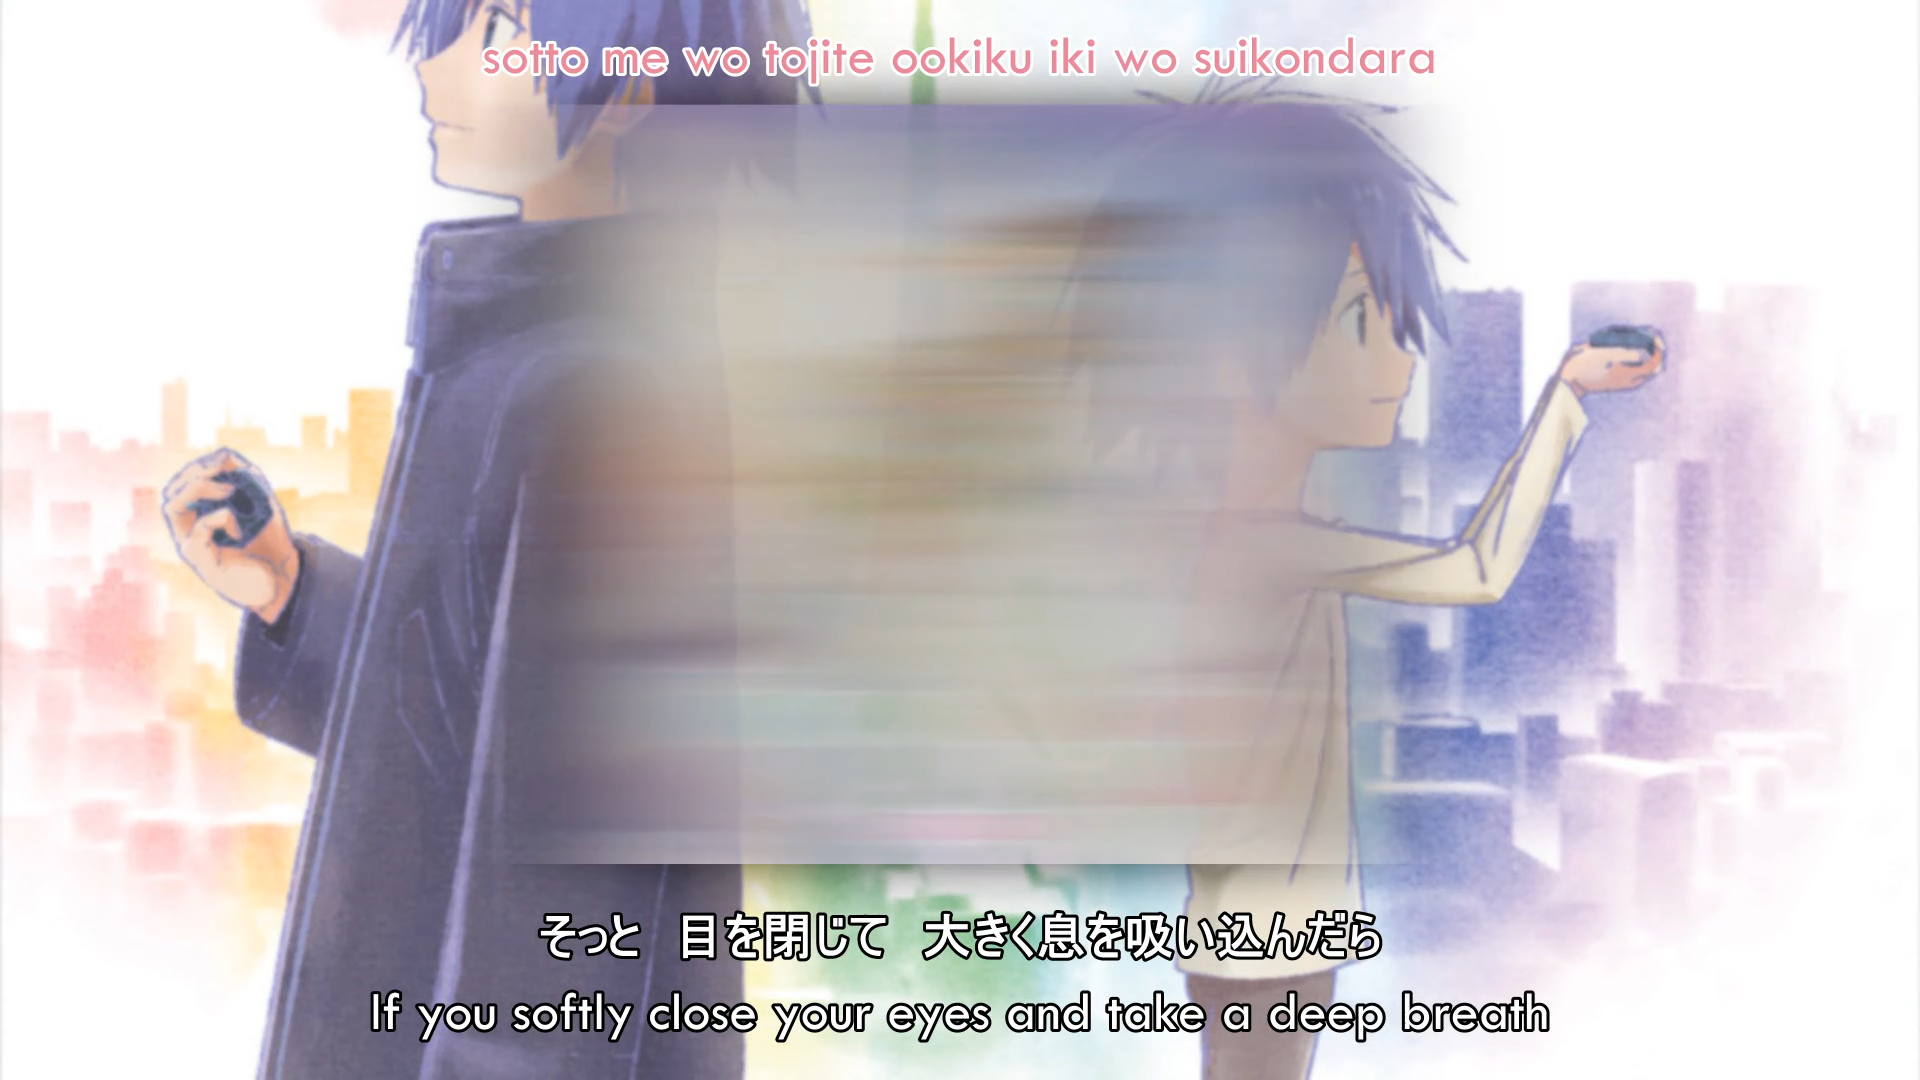 sotto me wo tojite ookiku iki wo suikondara
そっと　目を閉じて　大きく息を吸い込んだら
If you softly close your eyes and take a deep breath